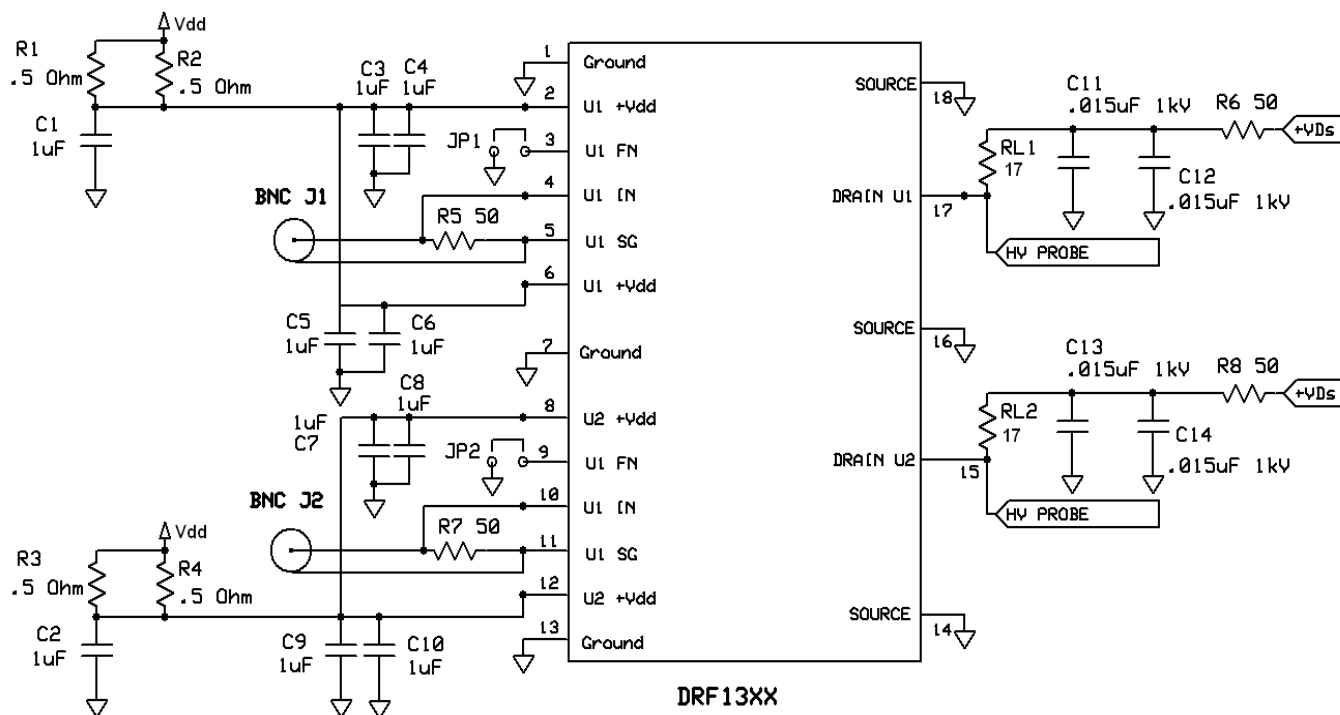 Vdd
R1
.5 Ohm
R2
.5 Ohm
C1
1uF
C3
1uF
C4
1uF
JP1
BNC J1
R5 50
C5
1uF
C6
1uF
C8
1uF
1uF
C7
JP2
BNC J2
R7 50
Vdd
R3
.5 Ohm
R4
.5 Ohm
C2
1uF
C9
1uF
C10
1uF
1
Ground
2
U1 +Vdd
3
U1 FN
4
U1 IN
5
U1 SG
6
U1 +Vdd
7
Ground
8
U2 +Vdd
9
U1 FN
10
U1 IN
11
U1 SG
12
U2 +Vdd
13
Ground
SOURCE
18
DRAIN U1
17
SOURCE
16
DRAIN U2
15
SOURCE
14
DRF13XX
C11
.015uF 1kV
R6 50
+VDs
RL1
17
C12
.015uF 1kV
HV PROBE
C13
.015uF 1kV
R8 50
+VDs
RL2
17
C14
.015uF 1kV
HV PROBE